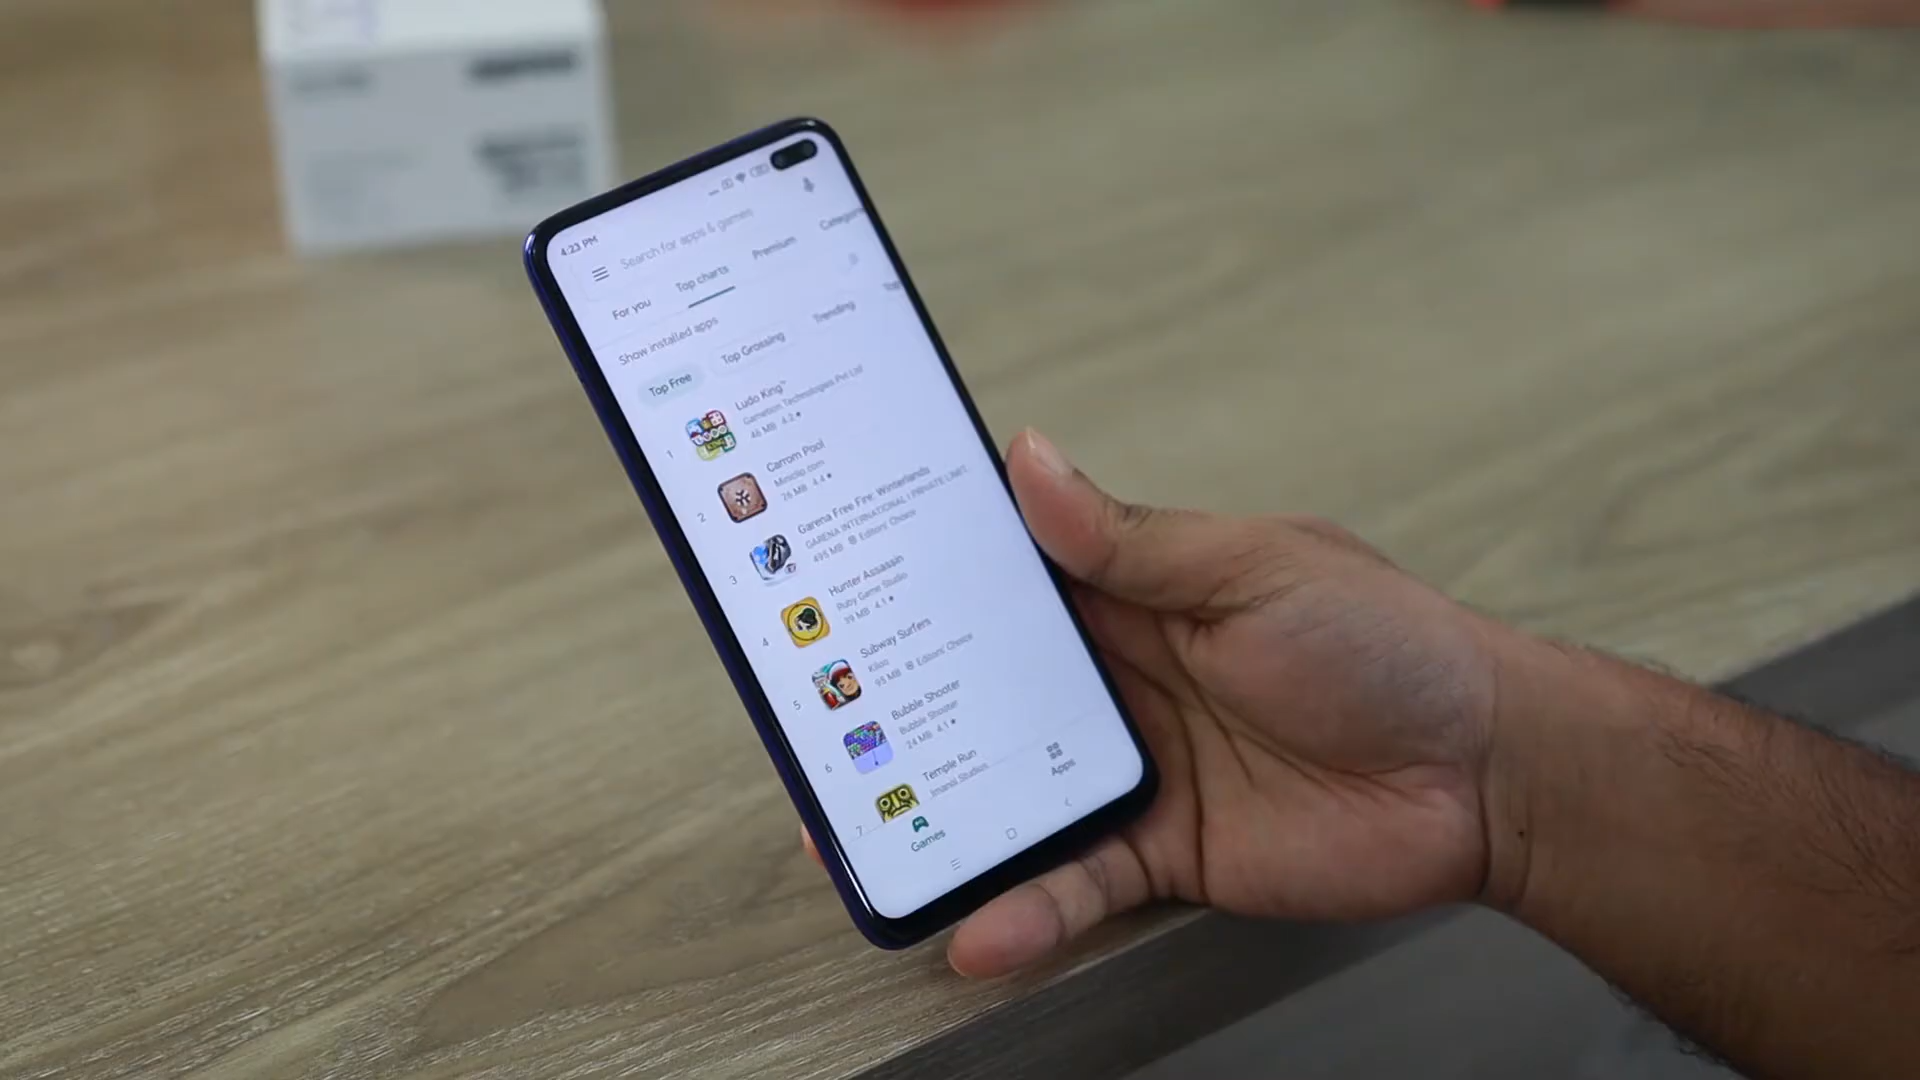 4:23 PM
Search for apps & games
For you
Top charts
Premium
Show installed apps
Top Free
Top Grossing
Trending
1
Ludo King™
Gametion Technologies Pvt Ltd
46 MB 4.2★
2
Carrom Pool
Miniclip.com
26 MB 4.4★
3
Garena Free Fire: Winterlands
GARENA INTERNATIONAL I PRIVATE LIMIT
495 MB Editors' Choice
4
Hunter Assassin
Ruby Game Studio
39 MB 4.1★
5
Subway Surfers
Kiloo
95 MB Editors' Choice
6
Bubble Shooter
Bubble Shooter
24 MB 4.1★
7
Temple Run
Imangi Studios
Games
Apps